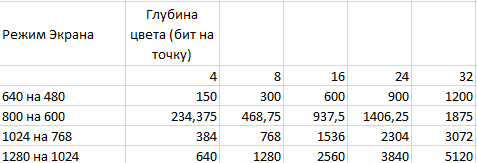 Режим Экрана
Глубина
цвета (бит на
точку)
4 8 16 24 32
640 на 480 150 300 600 900 1200
800 на 600 234,375 468,75 937,5 1406,25 1875
1024 на 768 384 768 1536 2304 3072
1280 на 1024 640 1280 2560 3840 5120